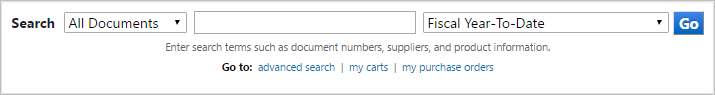 Search All Documents Fiscal Year-To-Date Go
Enter search terms such as document numbers, suppliers, and product information.
Go to: advanced search | my carts | my purchase orders